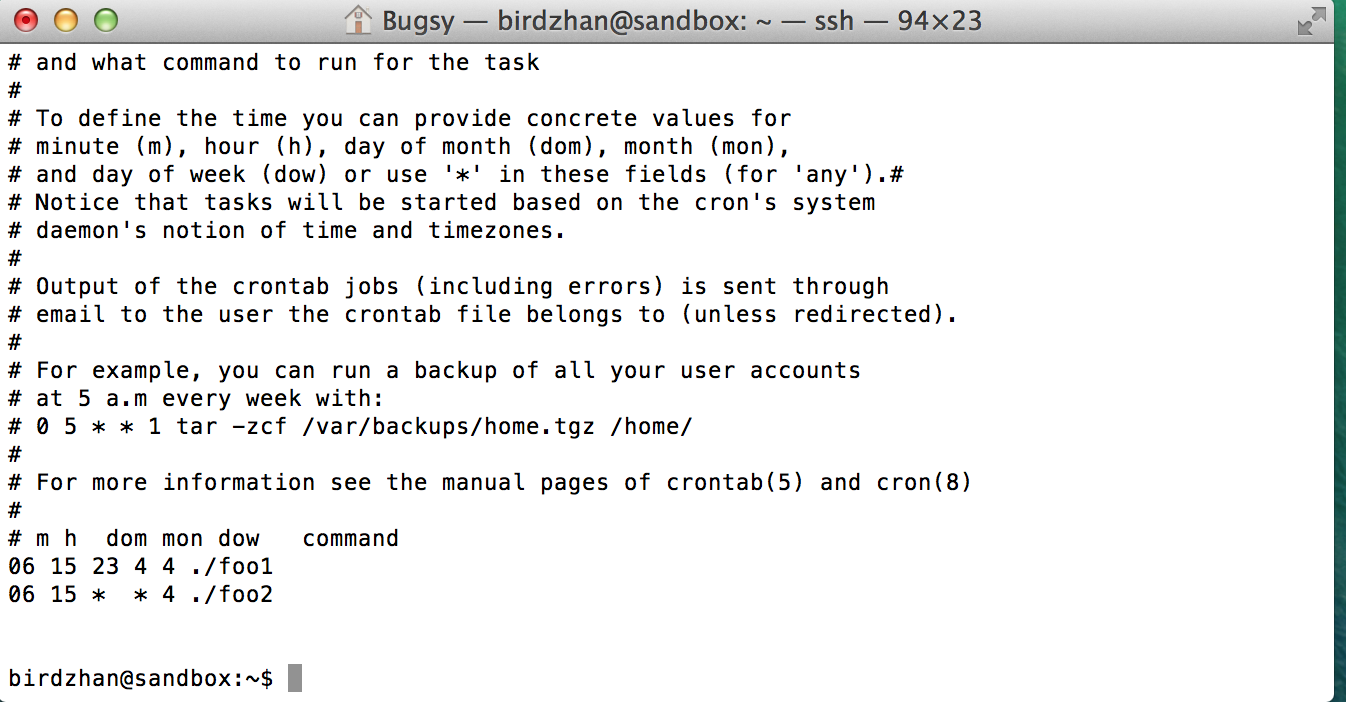 Bugsy — birdzhan@sandbox: ~ — ssh — 94×23
# and what command to run for the task
#
# To define the time you can provide concrete values for
# minute (m), hour (h), day of month (dom), month (mon),
# and day of week (dow) or use '*' in these fields (for 'any').#
# Notice that tasks will be started based on the cron's system
# daemon's notion of time and timezones.
#
# Output of the crontab jobs (including errors) is sent through
# email to the user the crontab file belongs to (unless redirected).
#
# For example, you can run a backup of all your user accounts
# at 5 a.m every week with:
# 0 5 * * 1 tar -zcf /var/backups/home.tgz /home/
#
# For more information see the manual pages of crontab(5) and cron(8)
#
# m h  dom mon dow   command
06 15 23 4 4 ./foo1
06 15 *  * 4 ./foo2
birdzhan@sandbox:~$